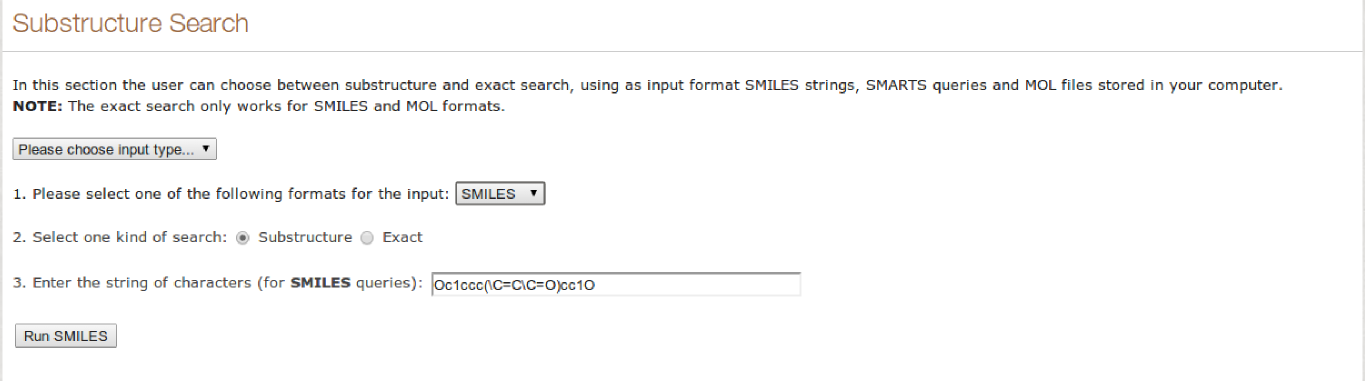 Substructure Search
In this section the user can choose between substructure and exact search, using as input format SMILES strings, SMARTS queries and MOL files stored in your computer.
NOTE: The exact search only works for SMILES and MOL formats.
Please choose input type...
1. Please select one of the following formats for the input: SMILES
2. Select one kind of search: Substructure Exact
3. Enter the string of characters (for SMILES queries): Oc1ccc(\C=C\C=O)cc1O
Run SMILES